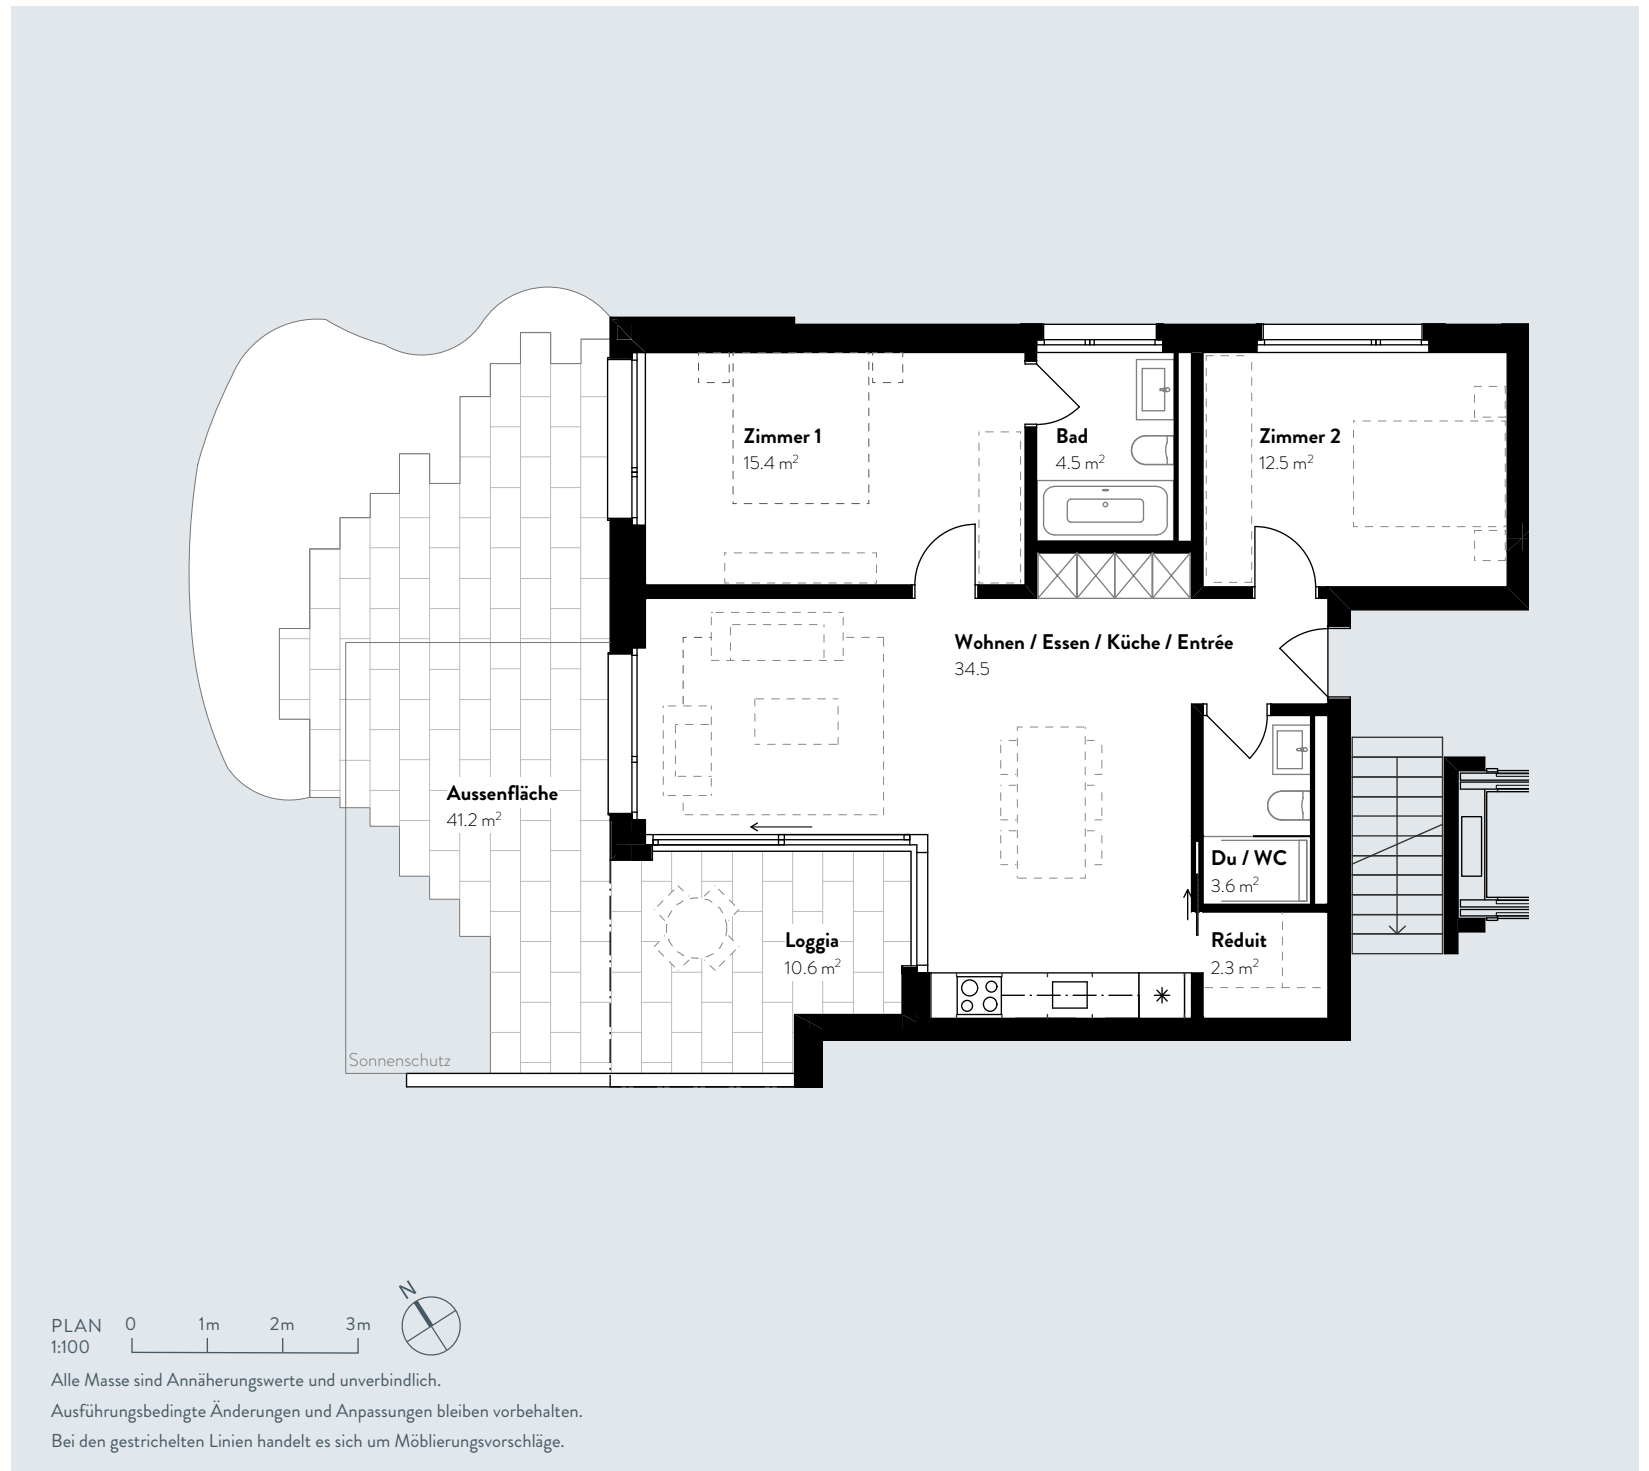 Zimmer 1
15.4 m²
Bad
4.5 m²
Zimmer 2
12.5 m²
Wohnen / Essen / Küche / Entrée
34.5
Aussenfläche
41.2 m²
Du / WC
3.6 m²
Loggia
10.6 m²
Réduit
2.3 m²
Sonnenschutz
N
PLAN 0 1m 2m 3m
1:100
Alle Masse sind Annäherungswerte und unverbindlich.
Ausführungsbedingte Änderungen und Anpassungen bleiben vorbehalten.
Bei den gestrichelten Linien handelt es sich um Möblierungsvorschläge.